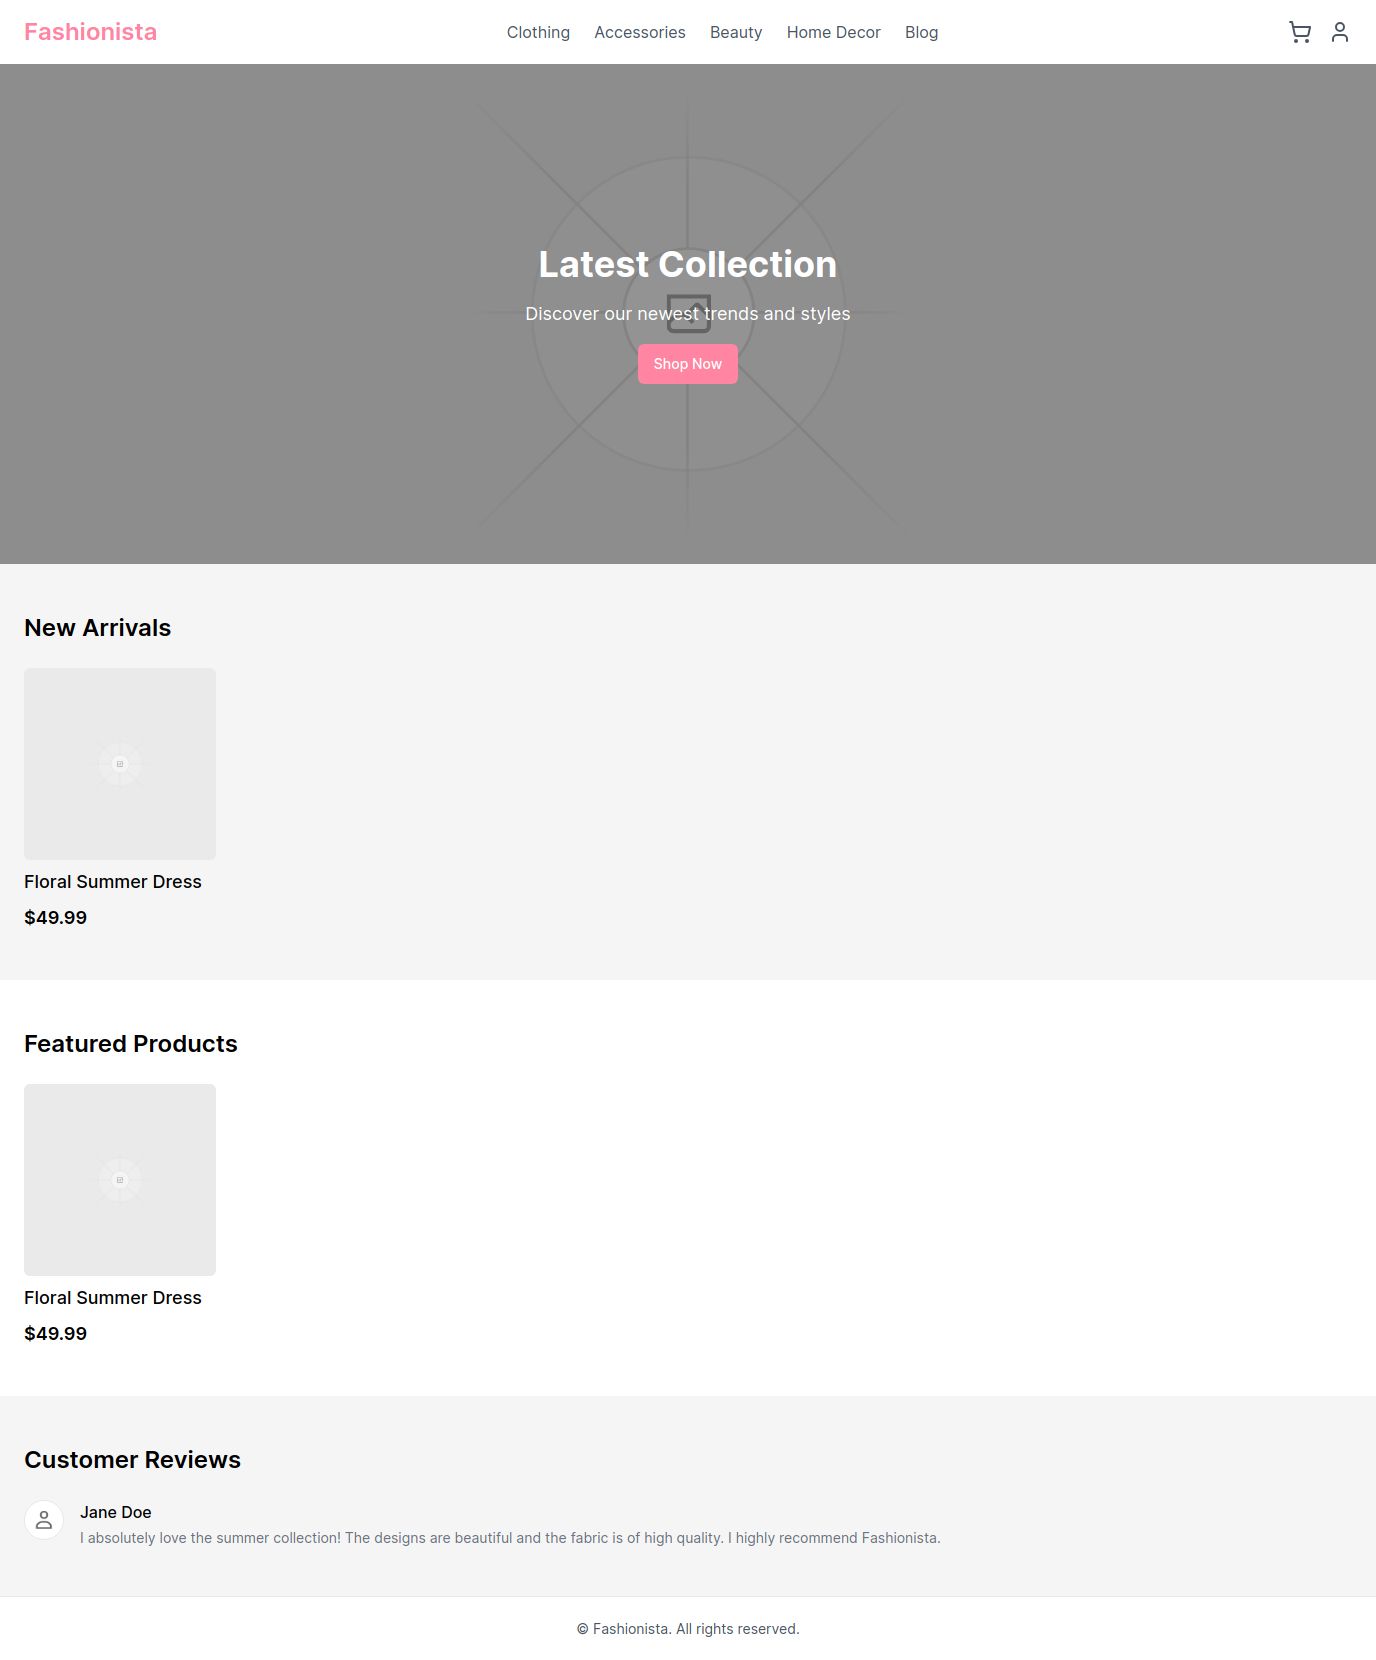 Fashionista
Clothing Accessories Beauty Home Decor Blog
Latest Collection
Discover our newest trends and styles
Shop Now
New Arrivals
Floral Summer Dress
$49.99
Featured Products
Floral Summer Dress
$49.99
Customer Reviews
Jane Doe
I absolutely love the summer collection! The designs are beautiful and the fabric is of high quality. I highly recommend Fashionista.
© Fashionista. All rights reserved.